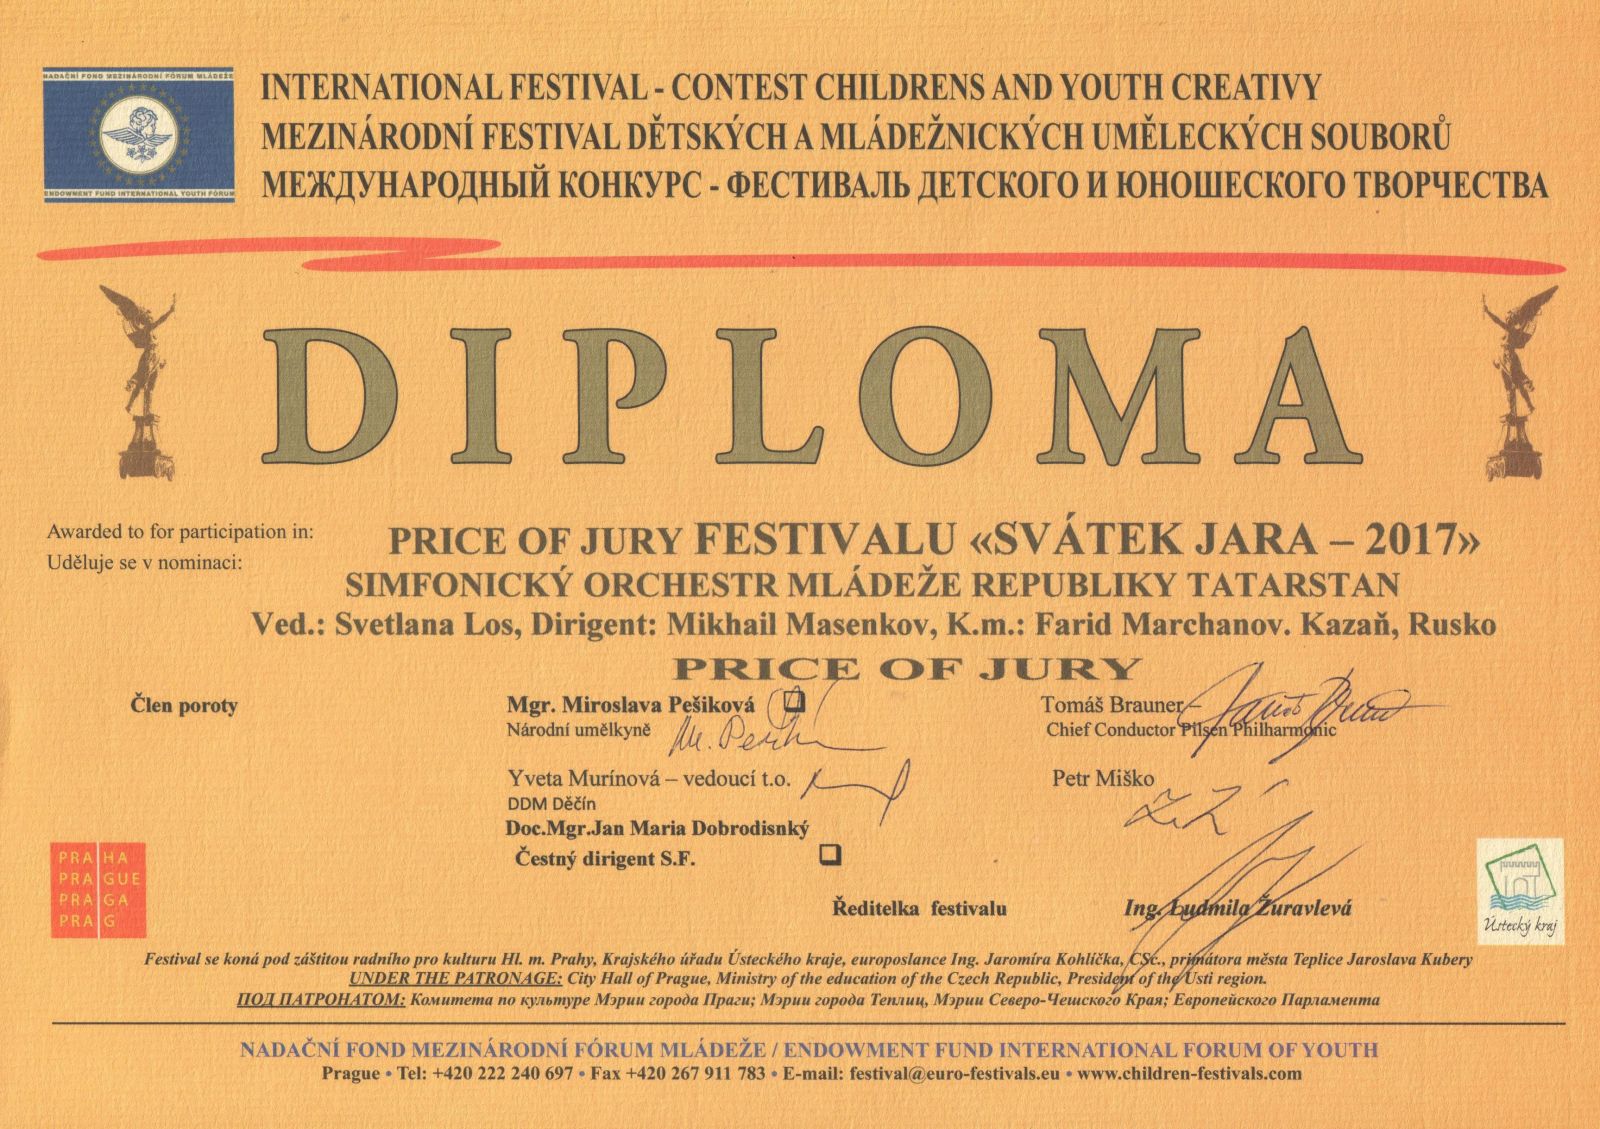 NADAČNÍ FOND MEZINÁRODNÍ FÓRUM MLÁDEŽE
ENDOWMENT FUND INTERNATIONAL YOUTH FÓRUM
INTERNATIONAL FESTIVAL - CONTEST CHILDRENS AND YOUTH CREATIVY
MEZINÁRODNÍ FESTIVAL DĚTSKÝCH A MLÁDEŽNICKÝCH UMĚLECKÝCH SOUBORŮ
МЕЖДУНАРОДНЫЙ КОНКУРС - ФЕСТИВАЛЬ ДЕТСКОГО И ЮНОШЕСКОГО ТВОРЧЕСТВА
DIPLOMA
Awarded to for participation in:
Uděluje se v nominaci:
PRICE OF JURY FESTIVALU «SVÁTEK JARA – 2017»
SIMFONICKÝ ORCHESTR MLÁDEŽE REPUBLIKY TATARSTAN
Ved.: Svetlana Los, Dirigent: Mikhail Masenkov, K.m.: Farid Marchanov. Kazaň, Rusko
PRICE OF JURY
Člen poroty
Mgr. Miroslava Pešiková
Národní umělkyně
Tomáš Brauner
Chief Conductor Pilsen Philharmonic
Yveta Murínová – vedoucí t.o.
DDM Děčín
Petr Miško
Doc.Mgr.Jan Maria Dobrodisnký
Čestný dirigent S.F.
Ředitelka festivalu
Ing. Ludmila Žuravlevá
PRAHA
PRAGUE
PRAGA
PRAG
Ústecký kraj
Festival se koná pod záštitou radního pro kulturu Hl. m. Prahy, Krajského úřadu Ústeckého kraje, europoslance Ing. Jaromíra Kohlíčka, CSc., primátora města Teplice Jaroslava Kubery
UNDER THE PATRONAGE: City Hall of Prague, Ministry of the education of the Czech Republic, President of the Usti region.
ПОД ПАТРОНАТОМ: Комитета по культуре Мэрии города Праги; Мэрии города Теплиц, Мэрии Северо-Чешского Края; Европейского Парламента
NADAČNÍ FOND MEZINÁRODNÍ FÓRUM MLÁDEŽE / ENDOWMENT FUND INTERNATIONAL FORUM OF YOUTH
Prague • Tel: +420 222 240 697 • Fax +420 267 911 783 • E-mail: festival@euro-festivals.eu • www.children-festivals.com